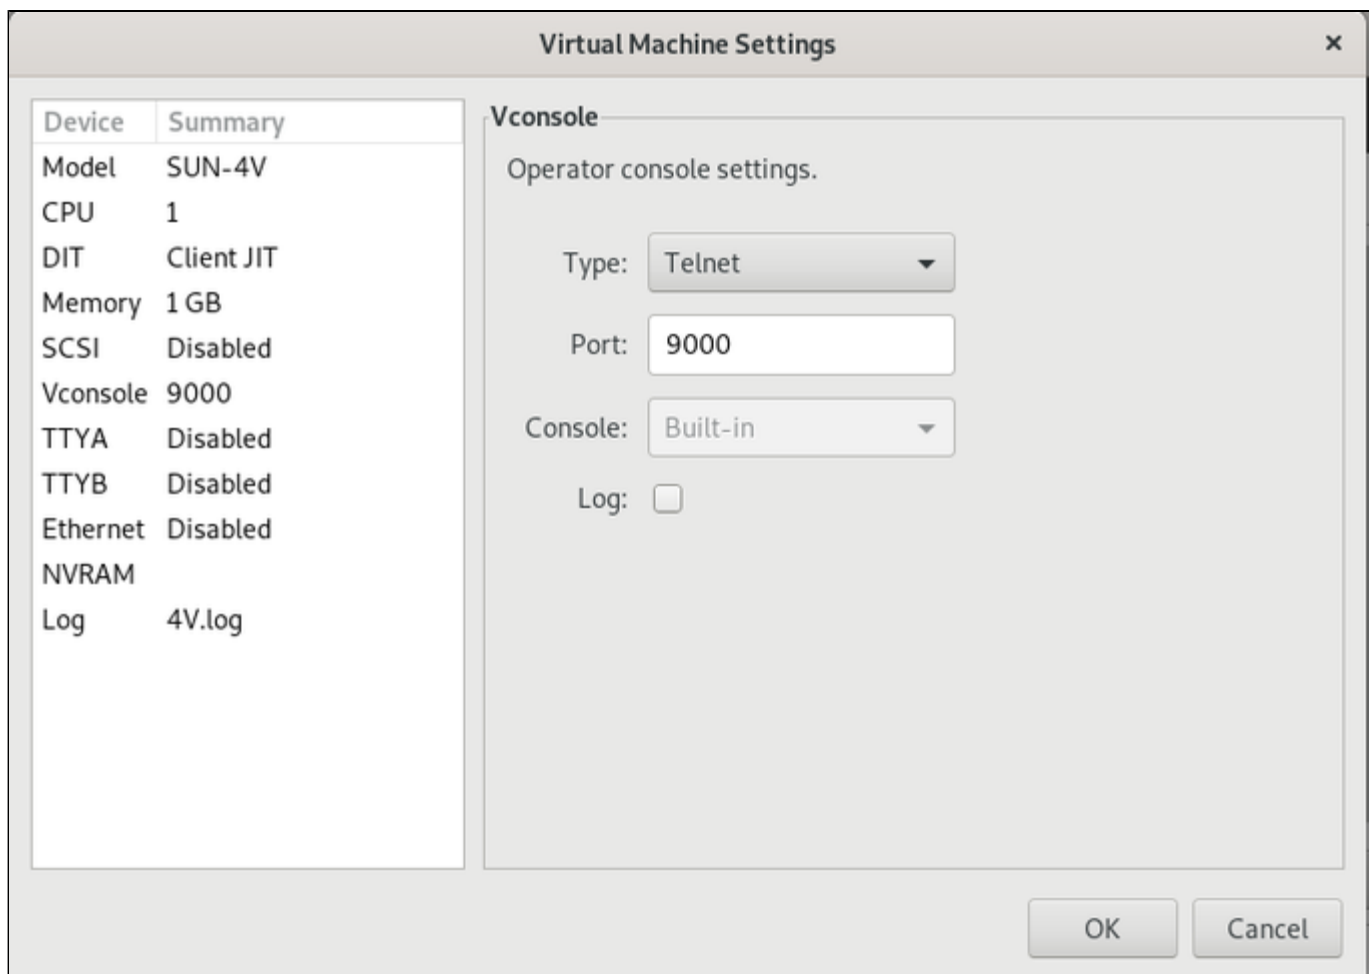 Virtual Machine Settings ×
Device Summary
Model SUN-4V
CPU 1
DIT Client JIT
Memory 1 GB
SCSI Disabled
Vconsole 9000
TTYA Disabled
TTYB Disabled
Ethernet Disabled
NVRAM
Log 4V.log
Vconsole
Operator console settings.
Type: Telnet
Port: 9000
Console: Built-in
Log:
OK Cancel